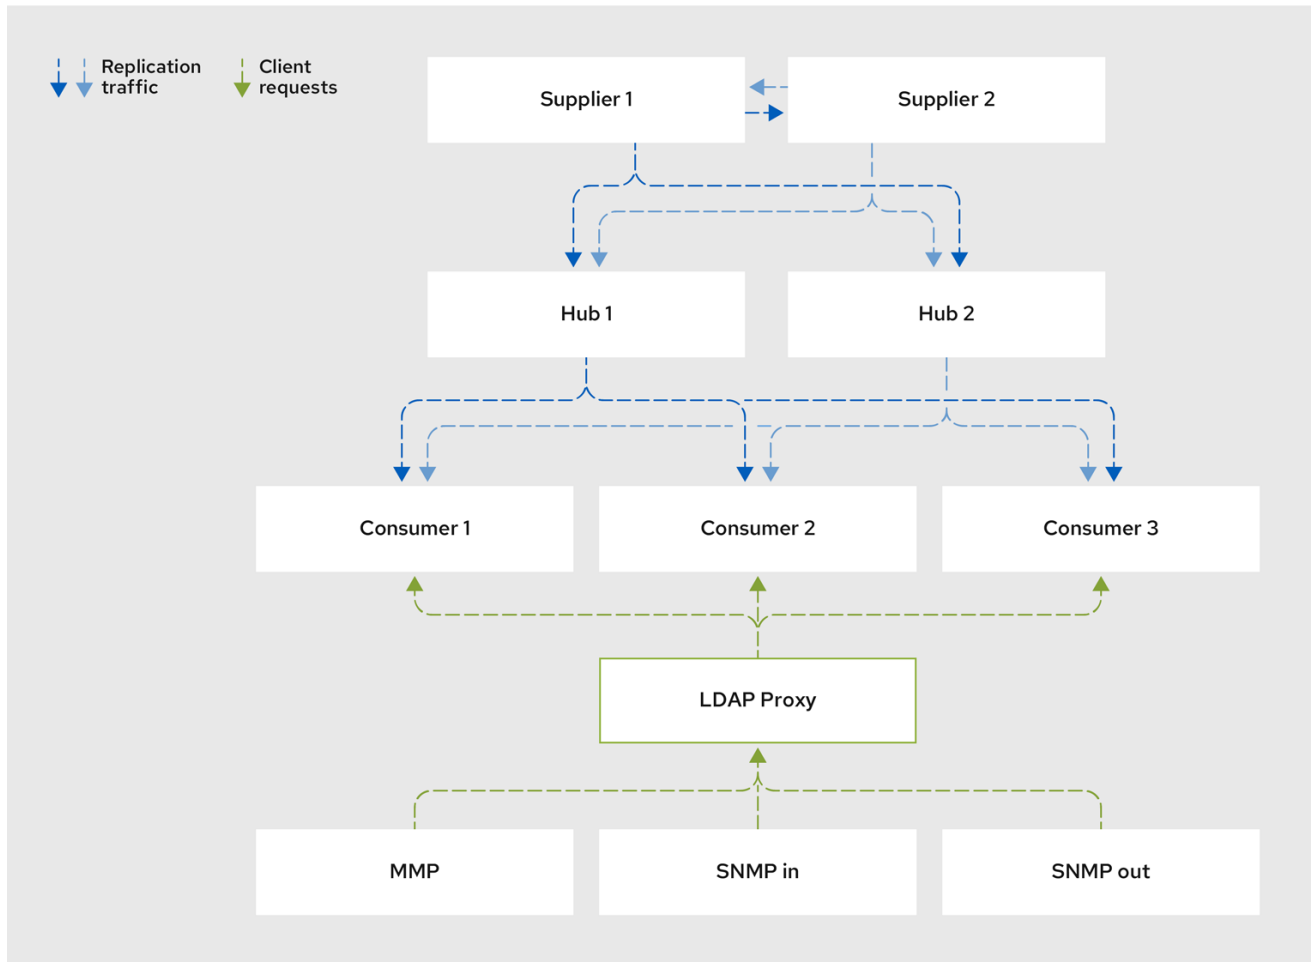 Replication
traffic
Client
requests
Supplier 1
Supplier 2
Hub 1
Hub 2
Consumer 1
Consumer 2
Consumer 3
LDAP Proxy
MMP
SNMP in
SNMP out